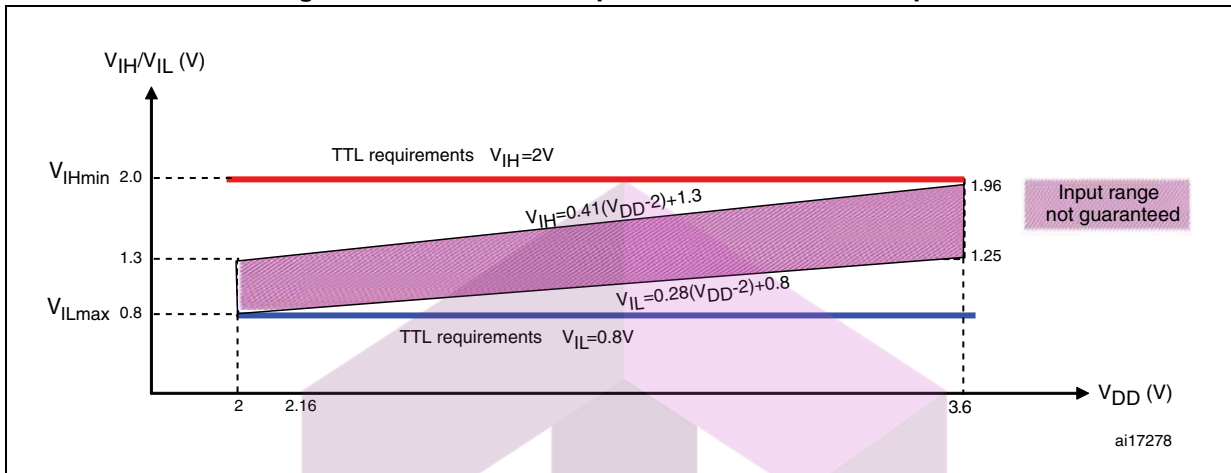 VIH/VIL (V)
TTL requirements VIH=2V
VIHmin 2.0
1.96
Input range
not guaranteed
VIH=0.41(VDD-2)+1.3
1.3
1.25
VIL=0.28(VDD-2)+0.8
VILmax 0.8
TTL requirements VIL=0.8V
2
2.16
3.6
VDD (V)
ai17278